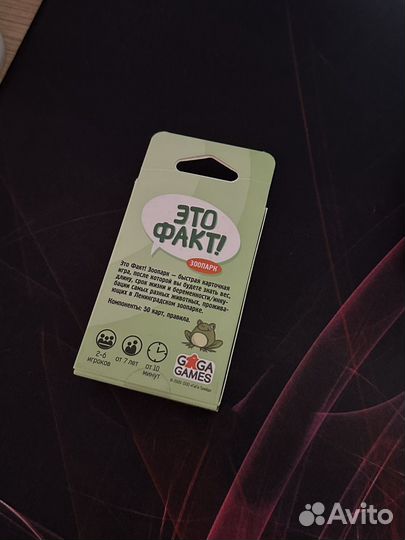 ЭТО
ФАКТ!
ЗООПАРК
Это Факт! Зоопарк — быстрая карточная
игра, после которой вы будете знать вес,
длину, срок жизни и беременности/инку-
бации самых разных животных, прожива-
ющих в Ленинградском зоопарке.
Компоненты: 50 карт, правила.
2-6
игроков
от 7 лет
от 10
минут
GAGA
GAMES
Avito